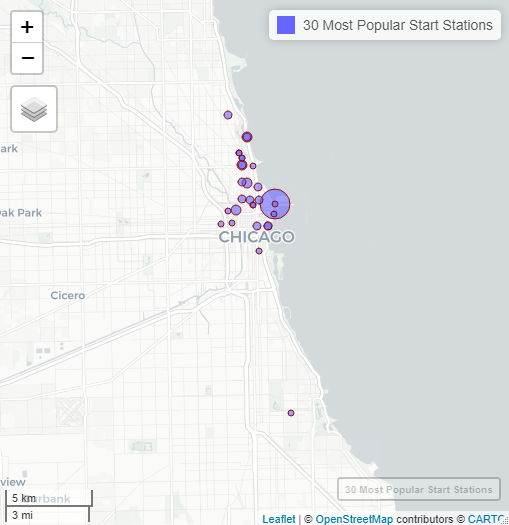 +
30 Most Popular Start Stations
−
ark
Oak Park
CHICAGO
Cicero
30 Most Popular Start Stations
view
5 km
Burbank
3 mi
Leaflet | © OpenStreetMap contributors © CARTO